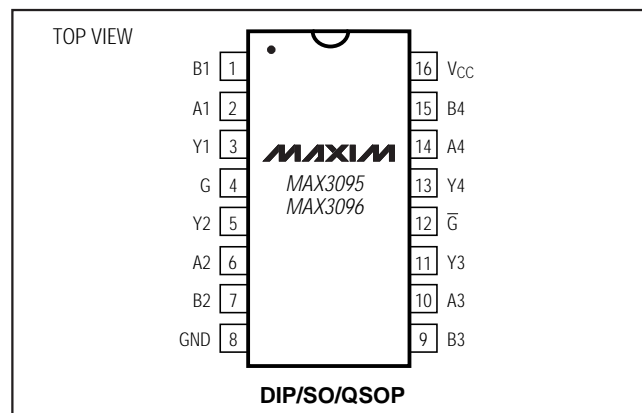 TOP VIEW
B1 1
A1 2
Y1 3
G 4
Y2 5
A2 6
B2 7
GND 8
MAXIM
MAX3095
MAX3096
16 VCC
15 B4
14 A4
13 Y4
12 G̅
11 Y3
10 A3
9 B3
DIP/SO/QSOP